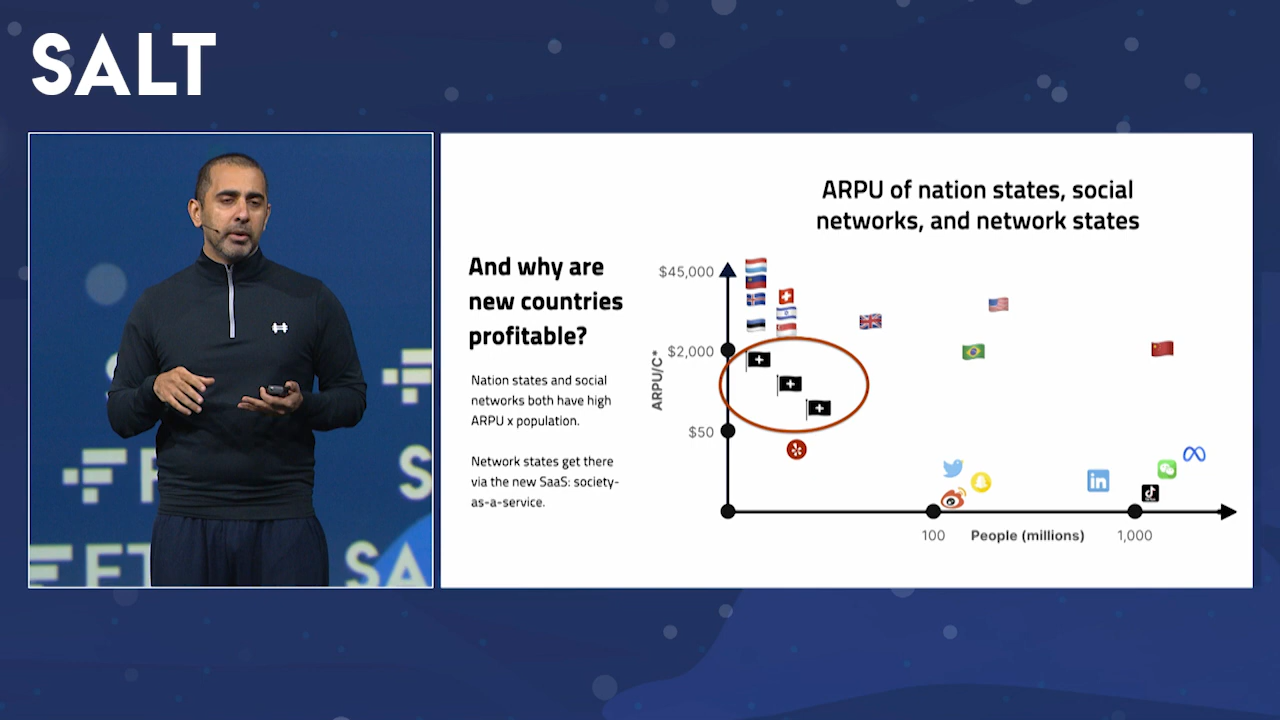 SALT
ARPU of nation states, social
networks, and network states
And why are
new countries
profitable?
Nation states and social
networks both have high
ARPU x population.
Network states get there
via the new SaaS: society-
as-a-service.
ARPU/C*
$45,000
$2,000
$50
100
People (millions)
1,000
in
SA